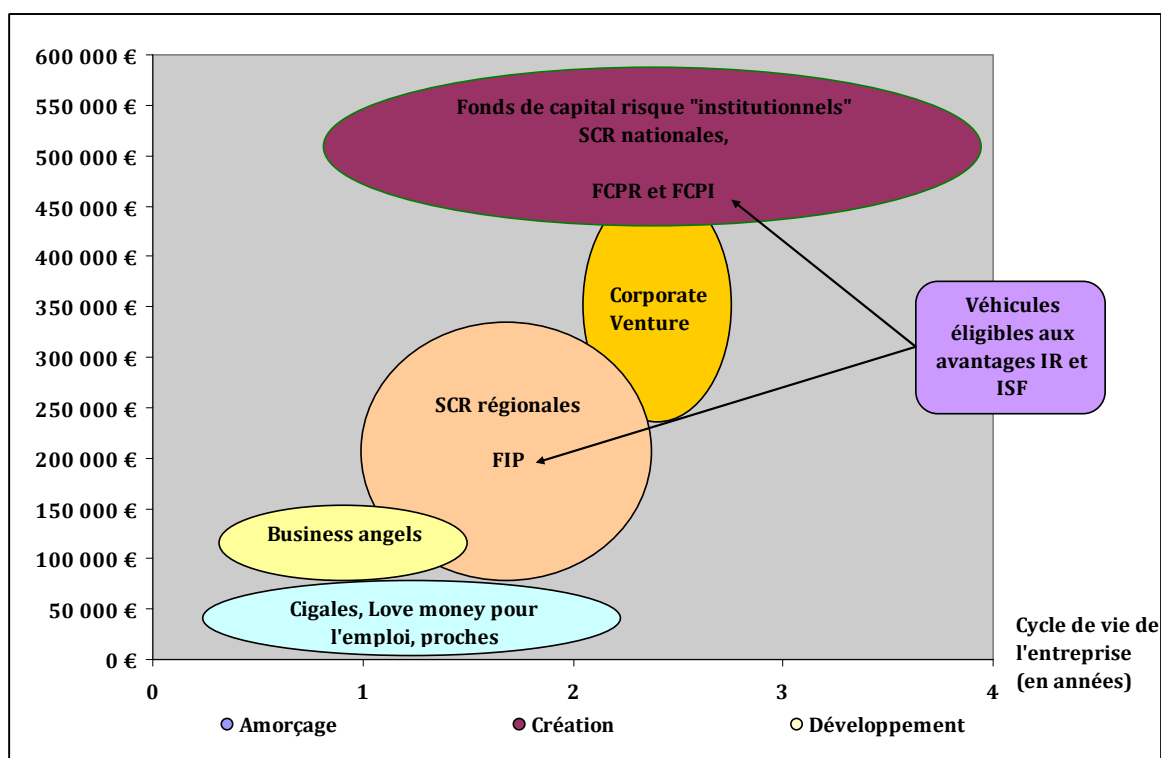 600 000 €
550 000 €
500 000 €
450 000 €
400 000 €
350 000 €
300 000 €
250 000 €
200 000 €
150 000 €
100 000 €
50 000 €
0 €
Fonds de capital risque "institutionnels"
SCR nationales,
FCPR et FCPI
Corporate
Venture
Véhicules
éligibles aux
avantages IR et
ISF
SCR régionales
FIP
Business angels
Cigales, Love money pour
l'emploi, proches
Cycle de vie de
l'entreprise
(en années)
0 1 2 3 4
Amorçage Création Développement